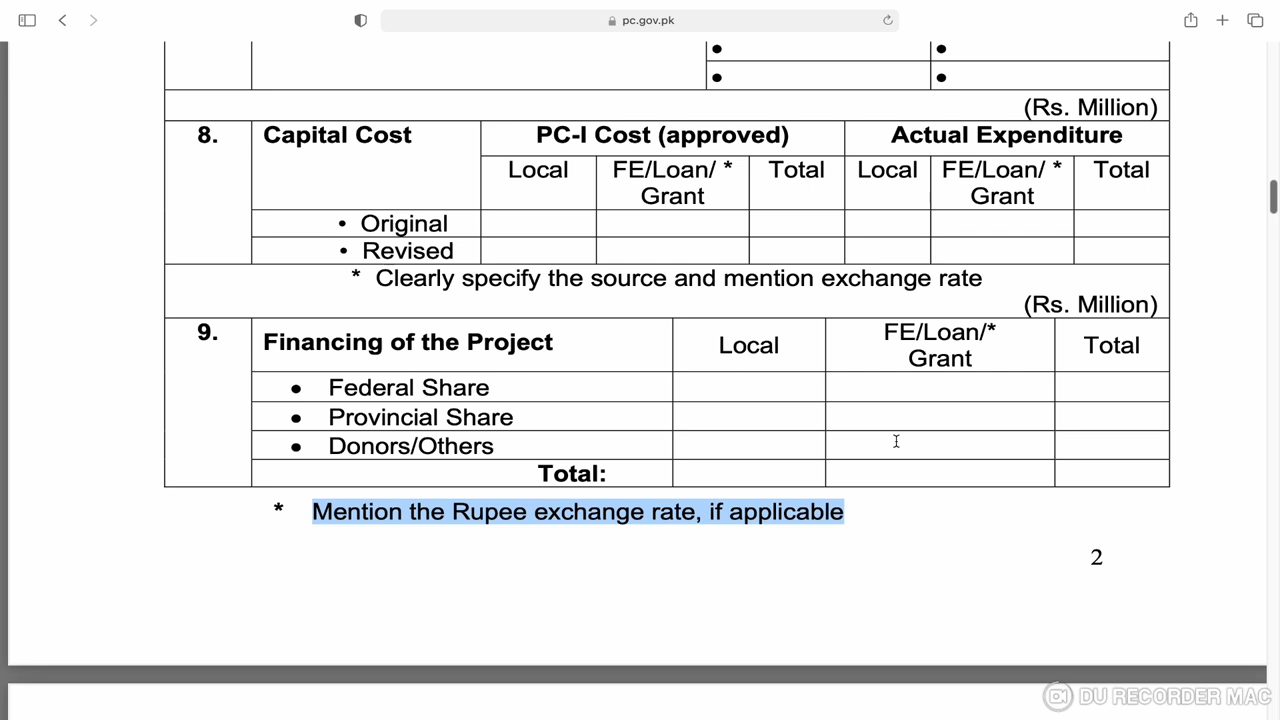 pc.gov.pk
• •
• •
(Rs. Million)
8. Capital Cost PC-I Cost (approved) Actual Expenditure
Local FE/Loan/ * Grant Total Local FE/Loan/ * Grant Total
• Original
• Revised
* Clearly specify the source and mention exchange rate
(Rs. Million)
9. Financing of the Project Local FE/Loan/* Grant Total
• Federal Share
• Provincial Share
• Donors/Others
Total:
* Mention the Rupee exchange rate, if applicable
2
DU RECORDER MAC